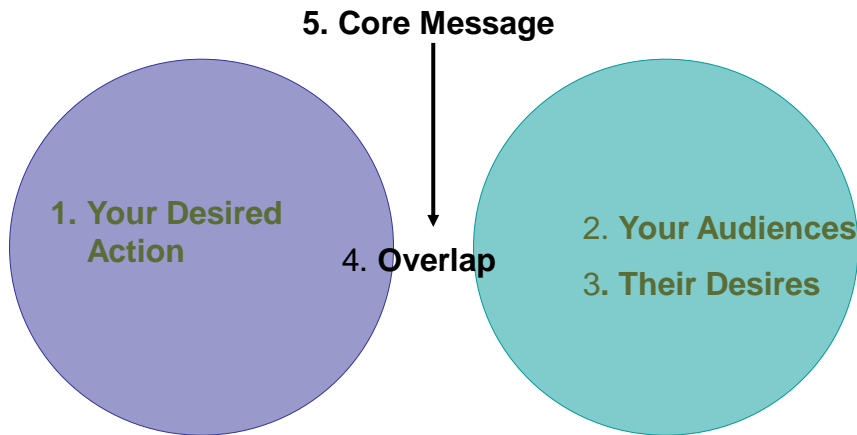 5. Core Message
1. Your Desired
Action
2. Your Audiences
4. Overlap
3. Their Desires